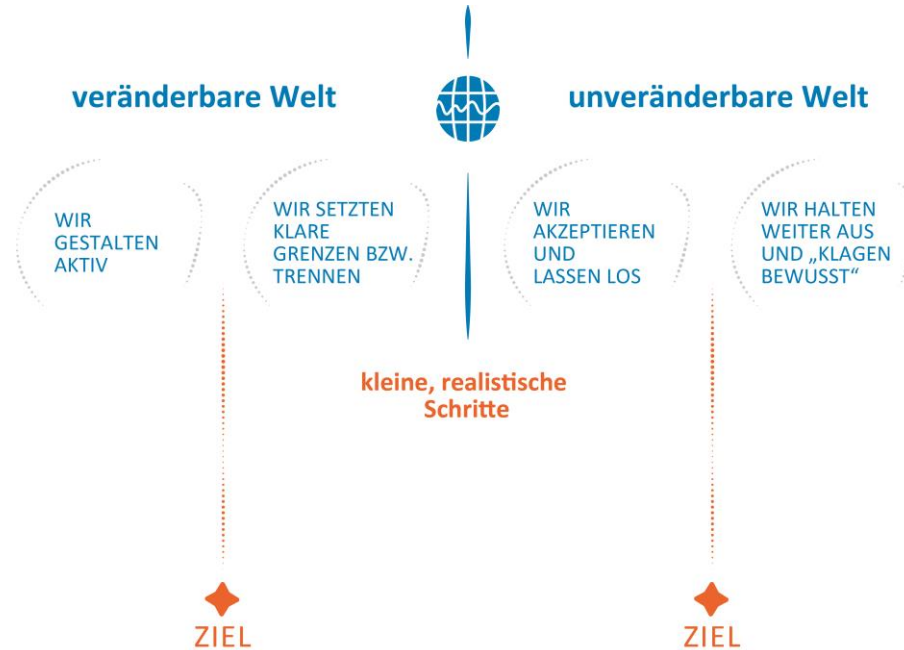 veränderbare Welt
unveränderbare Welt
WIR
GESTALTEN
AKTIV
WIR SETZTEN
KLARE
GRENZEN BZW.
TRENNEN
WIR
AKZEPTIEREN
UND
LASSEN LOS
WIR HALTEN
WEITER AUS
UND „KLAGEN
BEWUSST“
kleine, realistische
Schritte
ZIEL
ZIEL